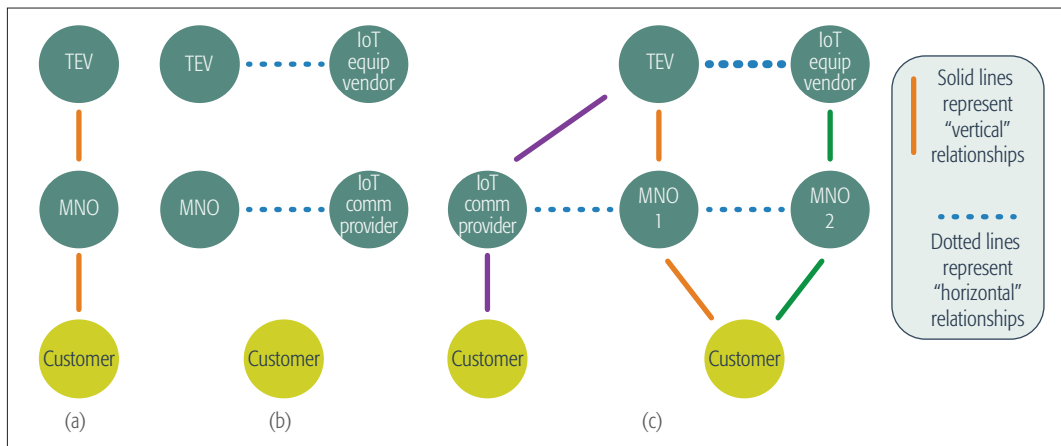 TEV
MNO
Customer
(a)
TEV
IoT
equip
vendor
MNO
IoT
comm
provider
Customer
(b)
TEV
IoT
equip
vendor
IoT
comm
provider
MNO
1
MNO
2
Customer
Customer
(c)
Solid lines
represent
“vertical”
relationships
Dotted lines
represent
“horizontal”
relationships